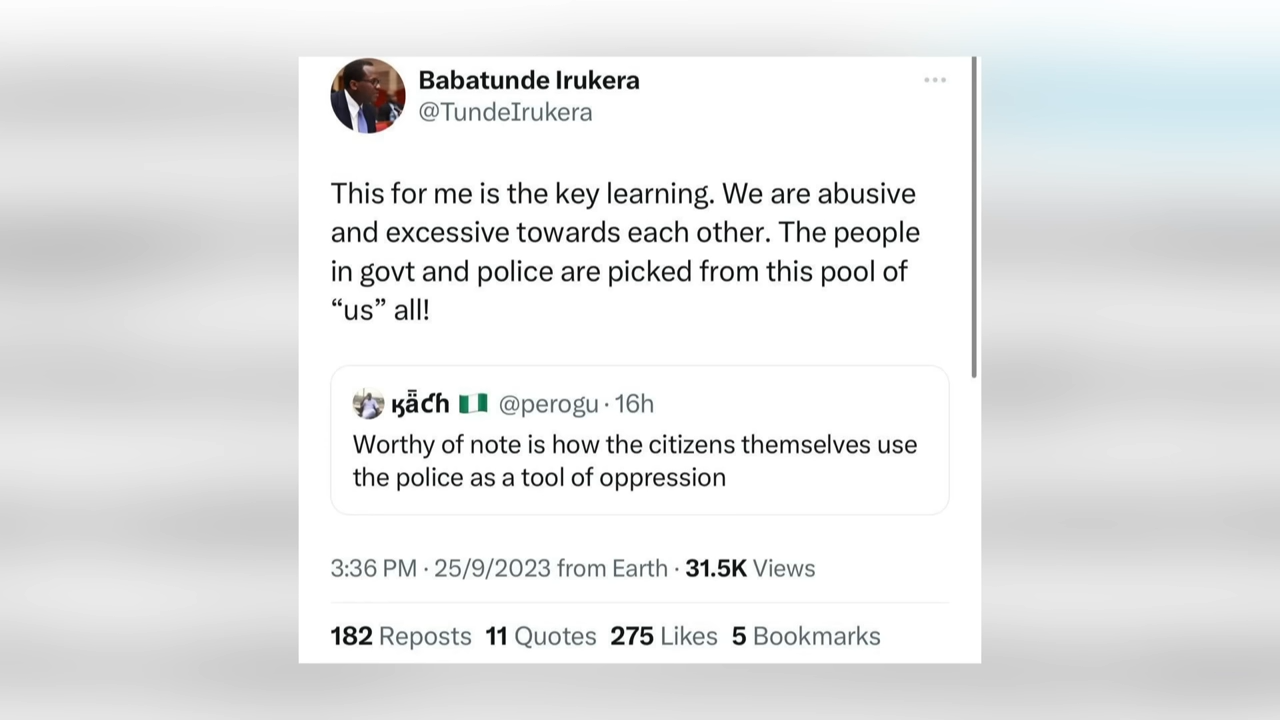 Babatunde Irukera
@TundeIrukera
This for me is the key learning. We are abusive
and excessive towards each other. The people
in govt and police are picked from this pool of
“us” all!
ӄǟƈɦ 🇳🇬 @perogu · 16h
Worthy of note is how the citizens themselves use
the police as a tool of oppression
3:36 PM · 25/9/2023 from Earth · 31.5K Views
182 Reposts 11 Quotes 275 Likes 5 Bookmarks